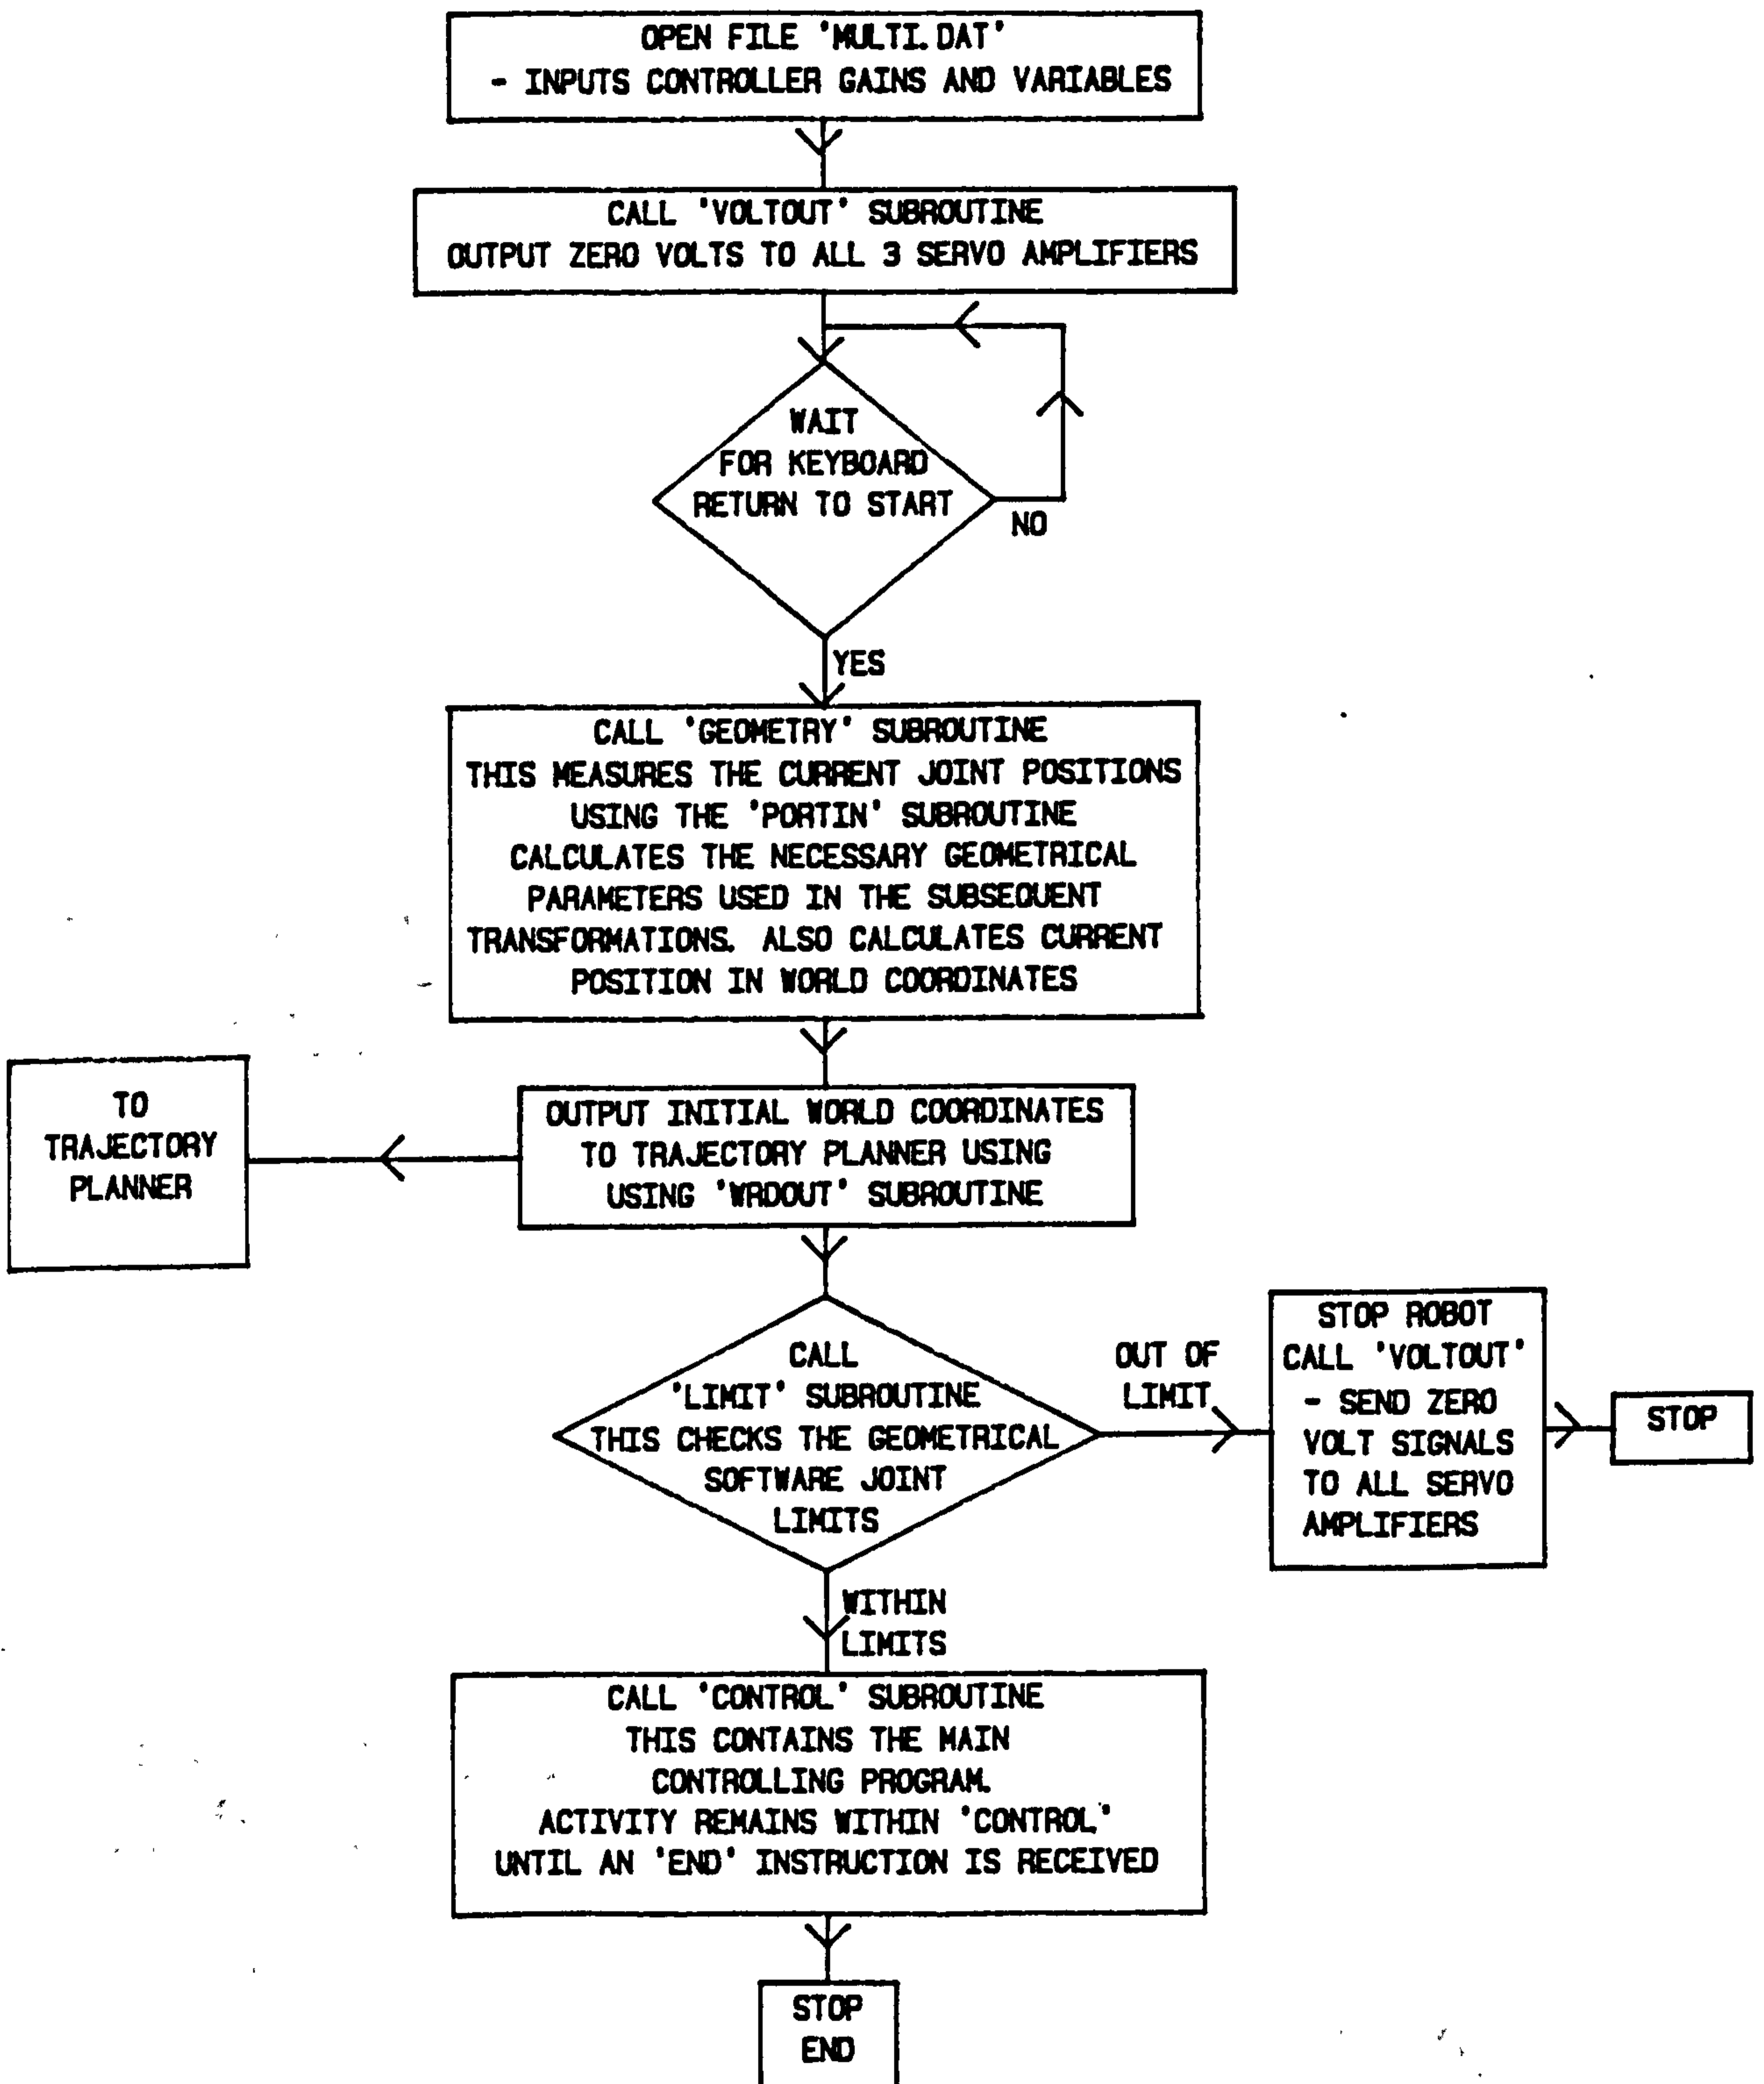 OPEN FILE 'MULTI.DAT'
- INPUTS CONTROLLER GAINS AND VARIABLES
CALL 'VOLTOUT' SUBROUTINE
OUTPUT ZERO VOLTS TO ALL 3 SERVO AMPLIFIERS
WAIT
FOR KEYBOARD
RETURN TO START
NO
YES
CALL 'GEOMETRY' SUBROUTINE
THIS MEASURES THE CURRENT JOINT POSITIONS
USING THE 'PORTIN' SUBROUTINE
CALCULATES THE NECESSARY GEOMETRICAL
PARAMETERS USED IN THE SUBSEQUENT
TRANSFORMATIONS. ALSO CALCULATES CURRENT
POSITION IN WORLD COORDINATES
TO
TRAJECTORY
PLANNER
OUTPUT INITIAL WORLD COORDINATES
TO TRAJECTORY PLANNER USING
USING 'WRDOUT' SUBROUTINE
CALL
'LIMIT' SUBROUTINE
THIS CHECKS THE GEOMETRICAL
SOFTWARE JOINT
LIMITS
OUT OF
LIMIT
STOP ROBOT
CALL 'VOLTOUT'
- SEND ZERO
VOLT SIGNALS
TO ALL SERVO
AMPLIFIERS
STOP
WITHIN
LIMITS
CALL 'CONTROL' SUBROUTINE
THIS CONTAINS THE MAIN
CONTROLLING PROGRAM.
ACTIVITY REMAINS WITHIN 'CONTROL'
UNTIL AN 'END' INSTRUCTION IS RECEIVED
STOP
END